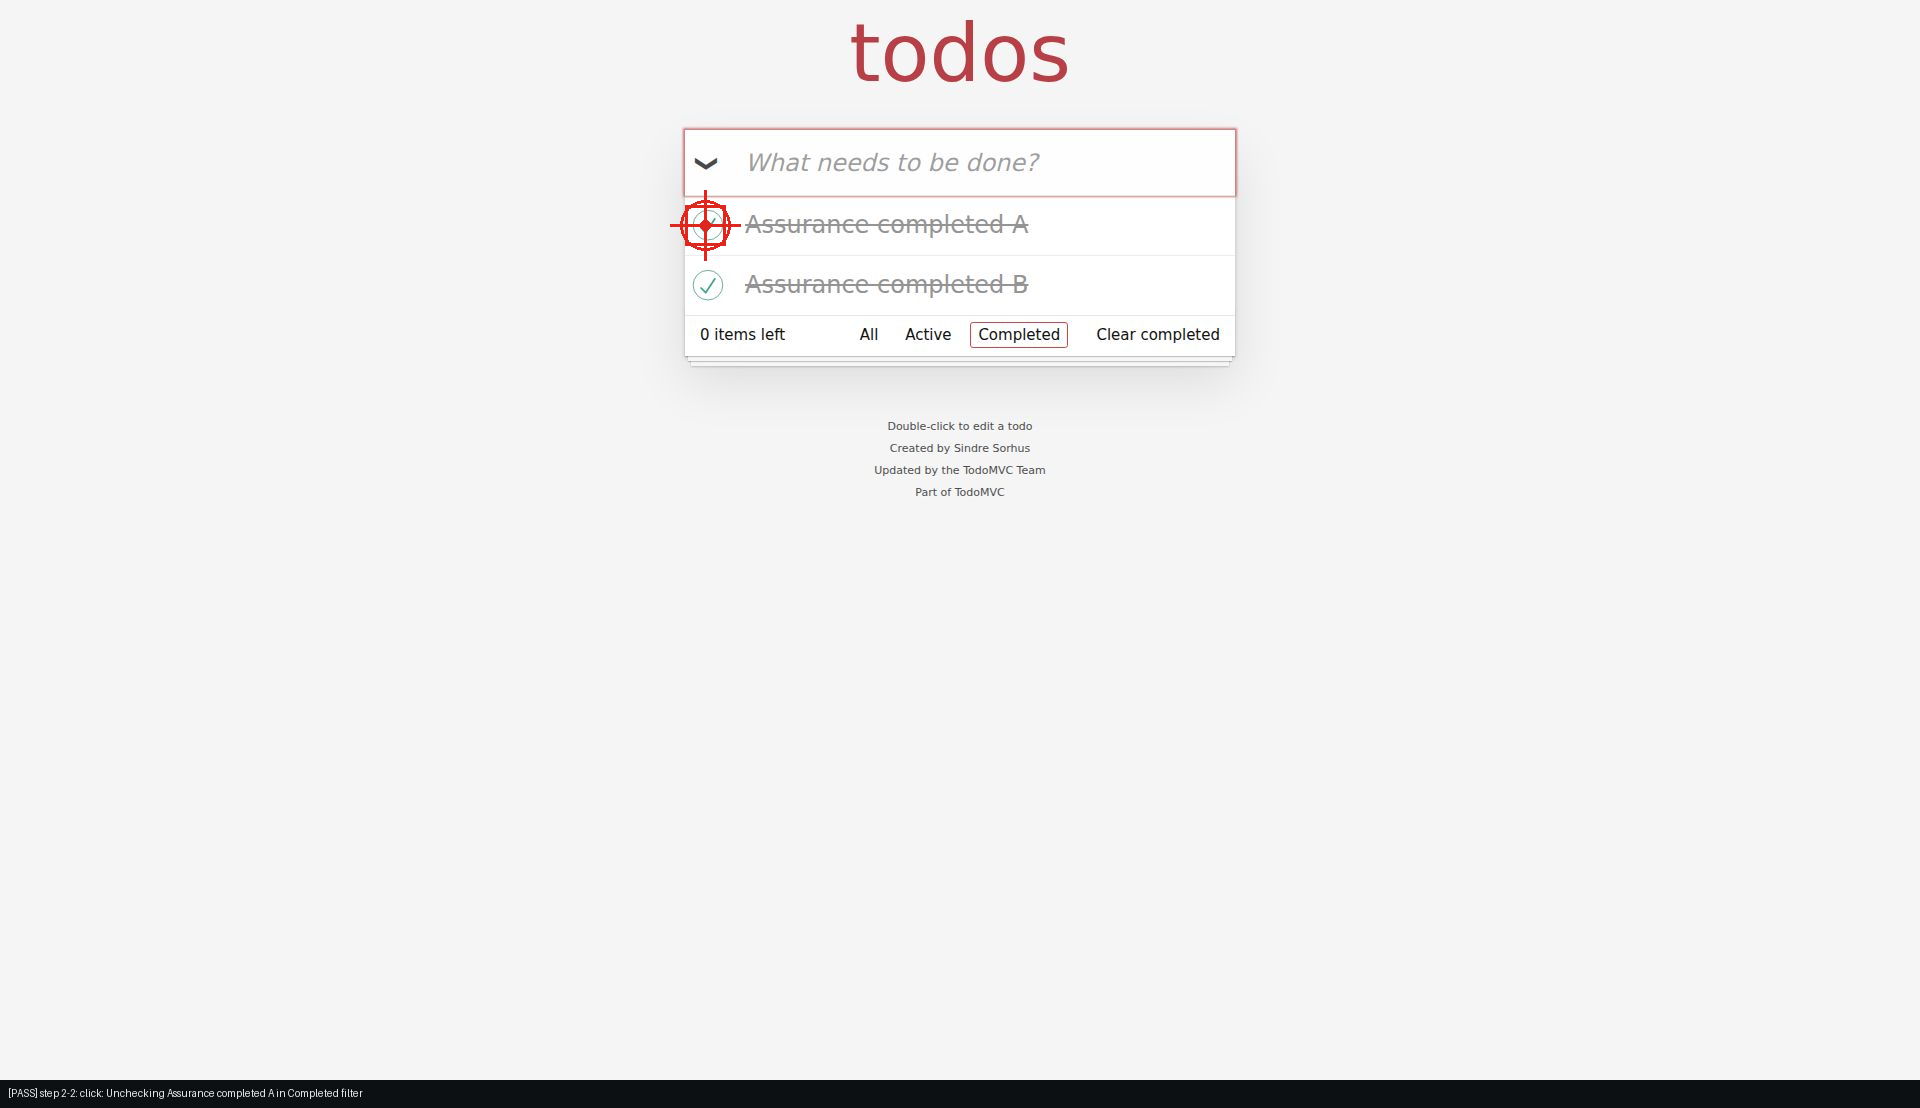 todos
What needs to be done?
Assurance completed A
Assurance completed B
0 items left All Active Completed Clear completed
Double-click to edit a todo
Created by Sindre Sorhus
Updated by the TodoMVC Team
Part of TodoMVC
[PASS] step 2-2: click: Unchecking Assurance completed A in Completed filter